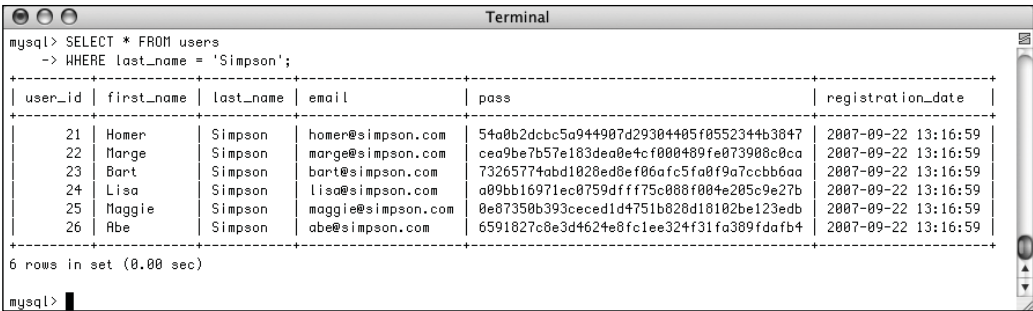 Terminal
mysql> SELECT * FROM users
    -> WHERE last_name = 'Simpson';
+---------+------------+-----------+--------------------+------------------------------------------+---------------------+
| user_id | first_name | last_name | email              | pass                                     | registration_date   |
+---------+------------+-----------+--------------------+------------------------------------------+---------------------+
|      21 | Homer      | Simpson   | homer@simpson.com  | 54a0b2dcbc5a944907d29304405f0552344b3847 | 2007-09-22 13:16:59 |
|      22 | Marge      | Simpson   | marge@simpson.com  | cea9be7b57e183dea0e4cf000489fe073908c0ca | 2007-09-22 13:16:59 |
|      23 | Bart       | Simpson   | bart@simpson.com   | 73265774abd1028ed8ef06afc5fa0f9a7ccbb6aa | 2007-09-22 13:16:59 |
|      24 | Lisa       | Simpson   | lisa@simpson.com   | a09bb16971ec0759dfff75c088f004e205c9e27b | 2007-09-22 13:16:59 |
|      25 | Maggie     | Simpson   | maggie@simpson.com | 0e87350b393ceced1d4751b828d18102be123edb | 2007-09-22 13:16:59 |
|      26 | Abe        | Simpson   | abe@simpson.com    | 6591827c8e3d4624e8fc1ee324f31fa389fdafb4 | 2007-09-22 13:16:59 |
+---------+------------+-----------+--------------------+------------------------------------------+---------------------+
6 rows in set (0.00 sec)
mysql>